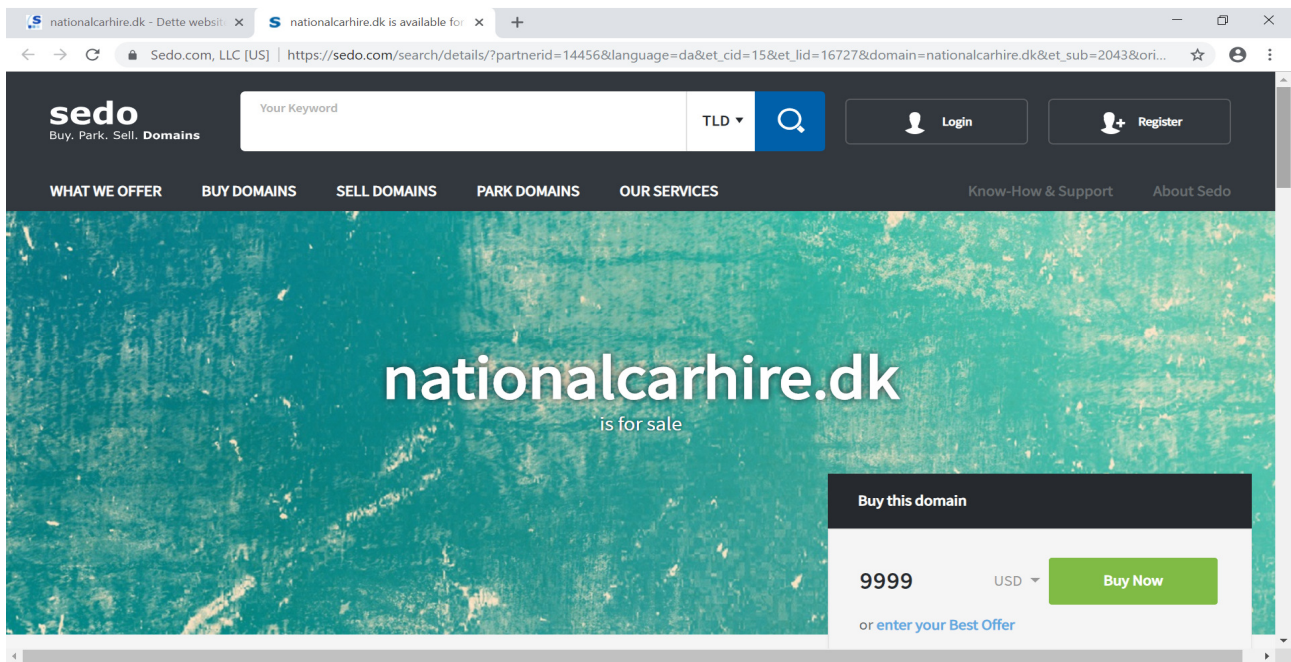 nationalcarhire.dk - Dette websit
nationalcarhire.dk is available for
Sedo.com, LLC [US] | https://sedo.com/search/details/?partnerid=14456&language=da&et_cid=15&et_lid=16727&domain=nationalcarhire.dk&et_sub=2043&ori...
sedo
Buy. Park. Sell. Domains
Your Keyword
TLD
Login
Register
WHAT WE OFFER BUY DOMAINS SELL DOMAINS PARK DOMAINS OUR SERVICES Know-How & Support About Sedo
nationalcarhire.dk
is for sale
Buy this domain
9999 USD Buy Now
or enter your Best Offer